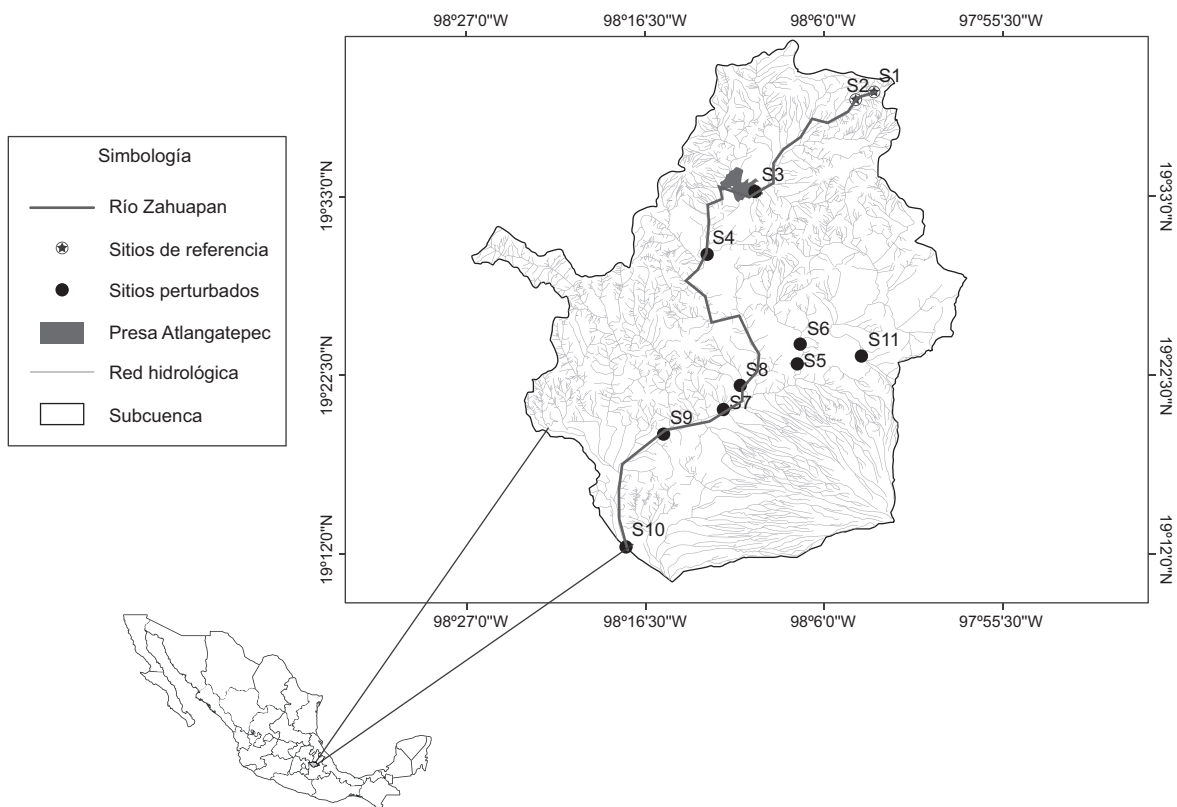 98º27'0"W
98º16'30"W
98º6'0"W
97º55'30"W
S1
S2
Simbología
Río Zahuapan
Sitios de referencia
Sitios perturbados
Presa Atlangatepec
Red hidrológica
Subcuenca
19º33'0"N
19º33'0"N
S3
S4
S6
S11
S5
19º22'30"N
19º22'30"N
S8
S7
S9
S10
19º12'0"N
19º12'0"N
98º27'0"W
98º16'30"W
98º6'0"W
97º55'30"W